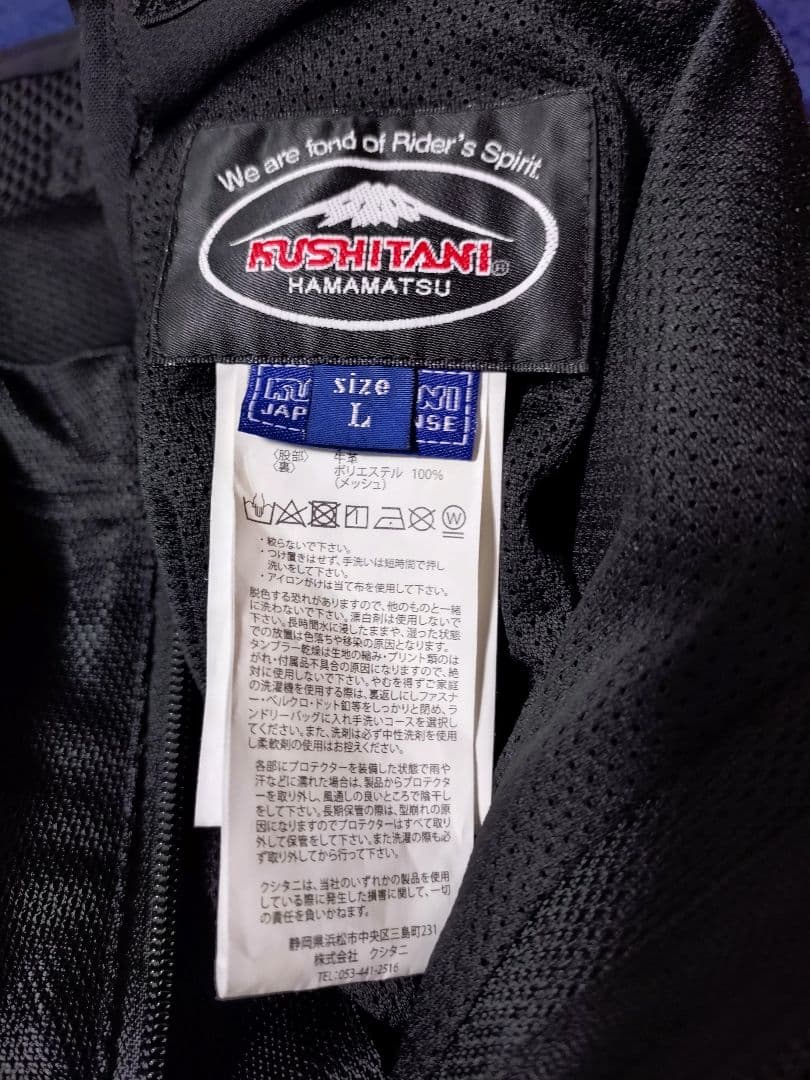 We are fond of Rider's Spirit.
KUSHITANI®
HAMAMATSU
size
L
JAP
NI
NSE
〈股部〉 牛革
〈裏〉 ポリエステル 100%
(メッシュ)
W
・絞らないで下さい。
・つけ置きはせず、手洗いは短時間で押し
洗いをして下さい。
・アイロンがけは当て布を使用して下さい。
脱色する恐れがありますので、他のものと一緒
に洗わないで下さい。漂白剤は使用しないで
下さい。長時間水に浸したままや、湿った状態
での放置は色落ちや移染の原因となります。
タンブラー乾燥は生地の縮み・プリント類のは
がれ・付属品不具合の原因になりますので、絶
対に使用しないで下さい。やむを得ずご家庭
の洗濯機を使用する際は、裏返しにしファスナ
ー・ベルクロ・ドット釦等をしっかりと閉め、ラ
ンドリーバッグに入れ手洗いコースを選択し
てください。また、洗剤は必ず中性洗剤を使用
し柔軟剤の使用はお控えください。
各部にプロテクターを装備した状態で雨や
汗などに濡れた場合は、製品からプロテクタ
ーを取り外し、風通しの良いところで陰干し
をして下さい。長期保管の際は、型崩れの原
因になりますのでプロテクターはすべて取り
外して保管をして下さい。また洗濯の際も必
ず取り外してから行って下さい。
クシタニは、当社のいずれかの製品を使用
している際に発生した損害に関して、一切
の責任を負いかねます。
静岡県浜松市中央区三島町231
株式会社 クシタニ
TEL:053-441-2516